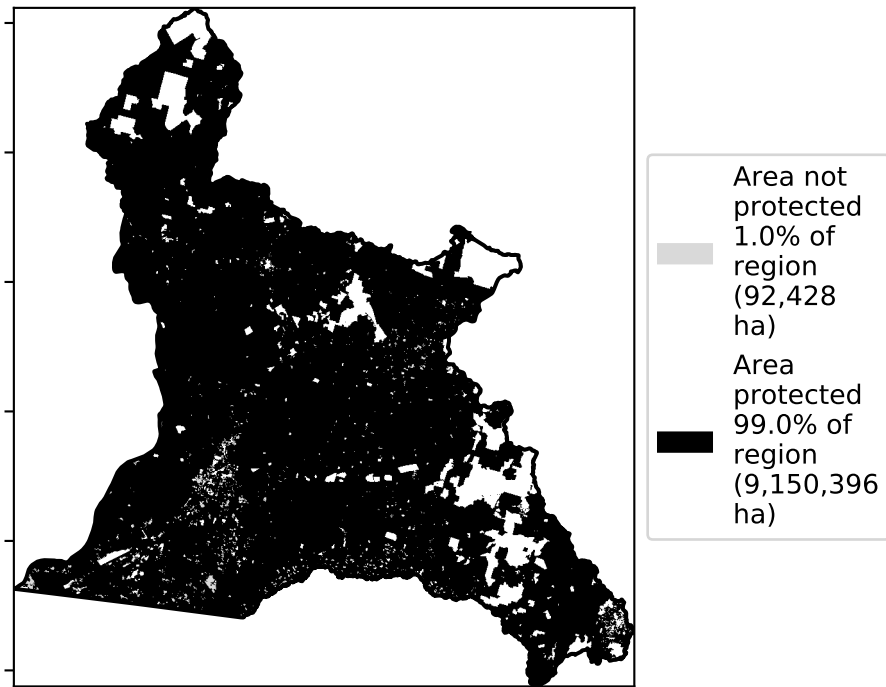 Area not
protected
1.0% of
region
(92,428
ha)
Area
protected
99.0% of
region
(9,150,396
ha)